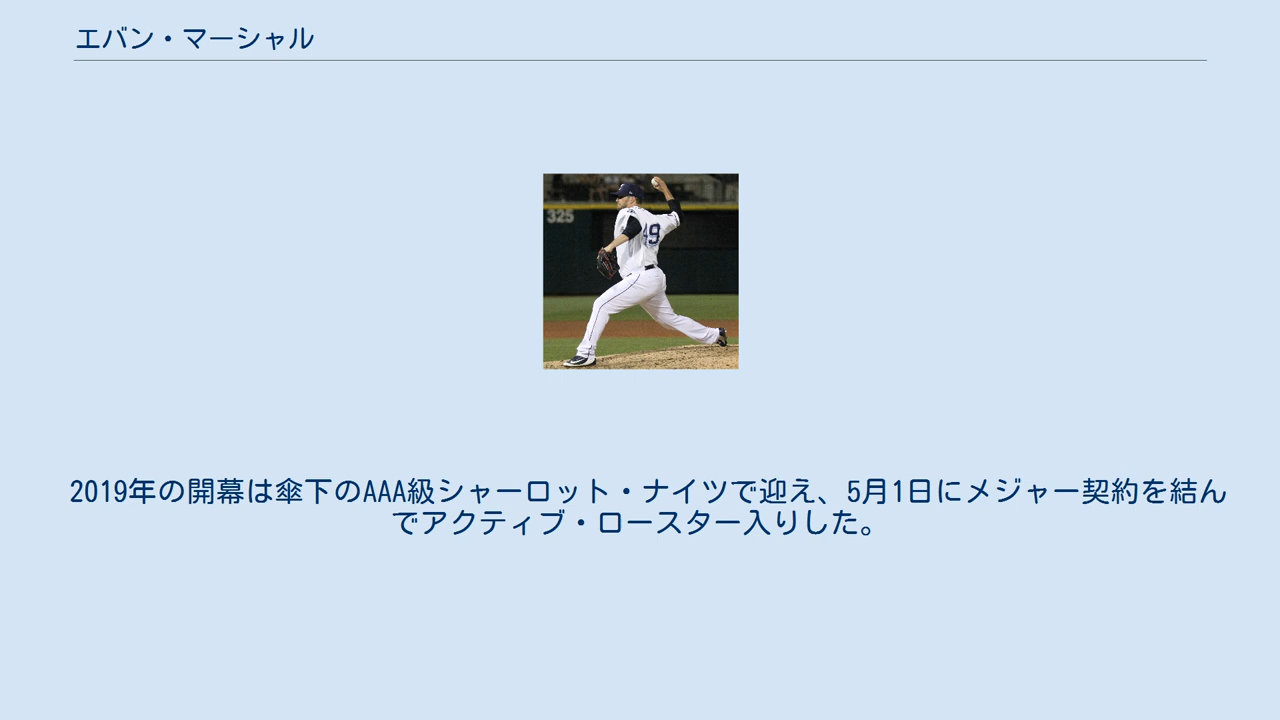 エバン・マーシャル
325
49
2019年の開幕は傘下のAAA級シャーロット・ナイツで迎え、5月1日にメジャー契約を結ん
でアクティブ・ロースター入りした。